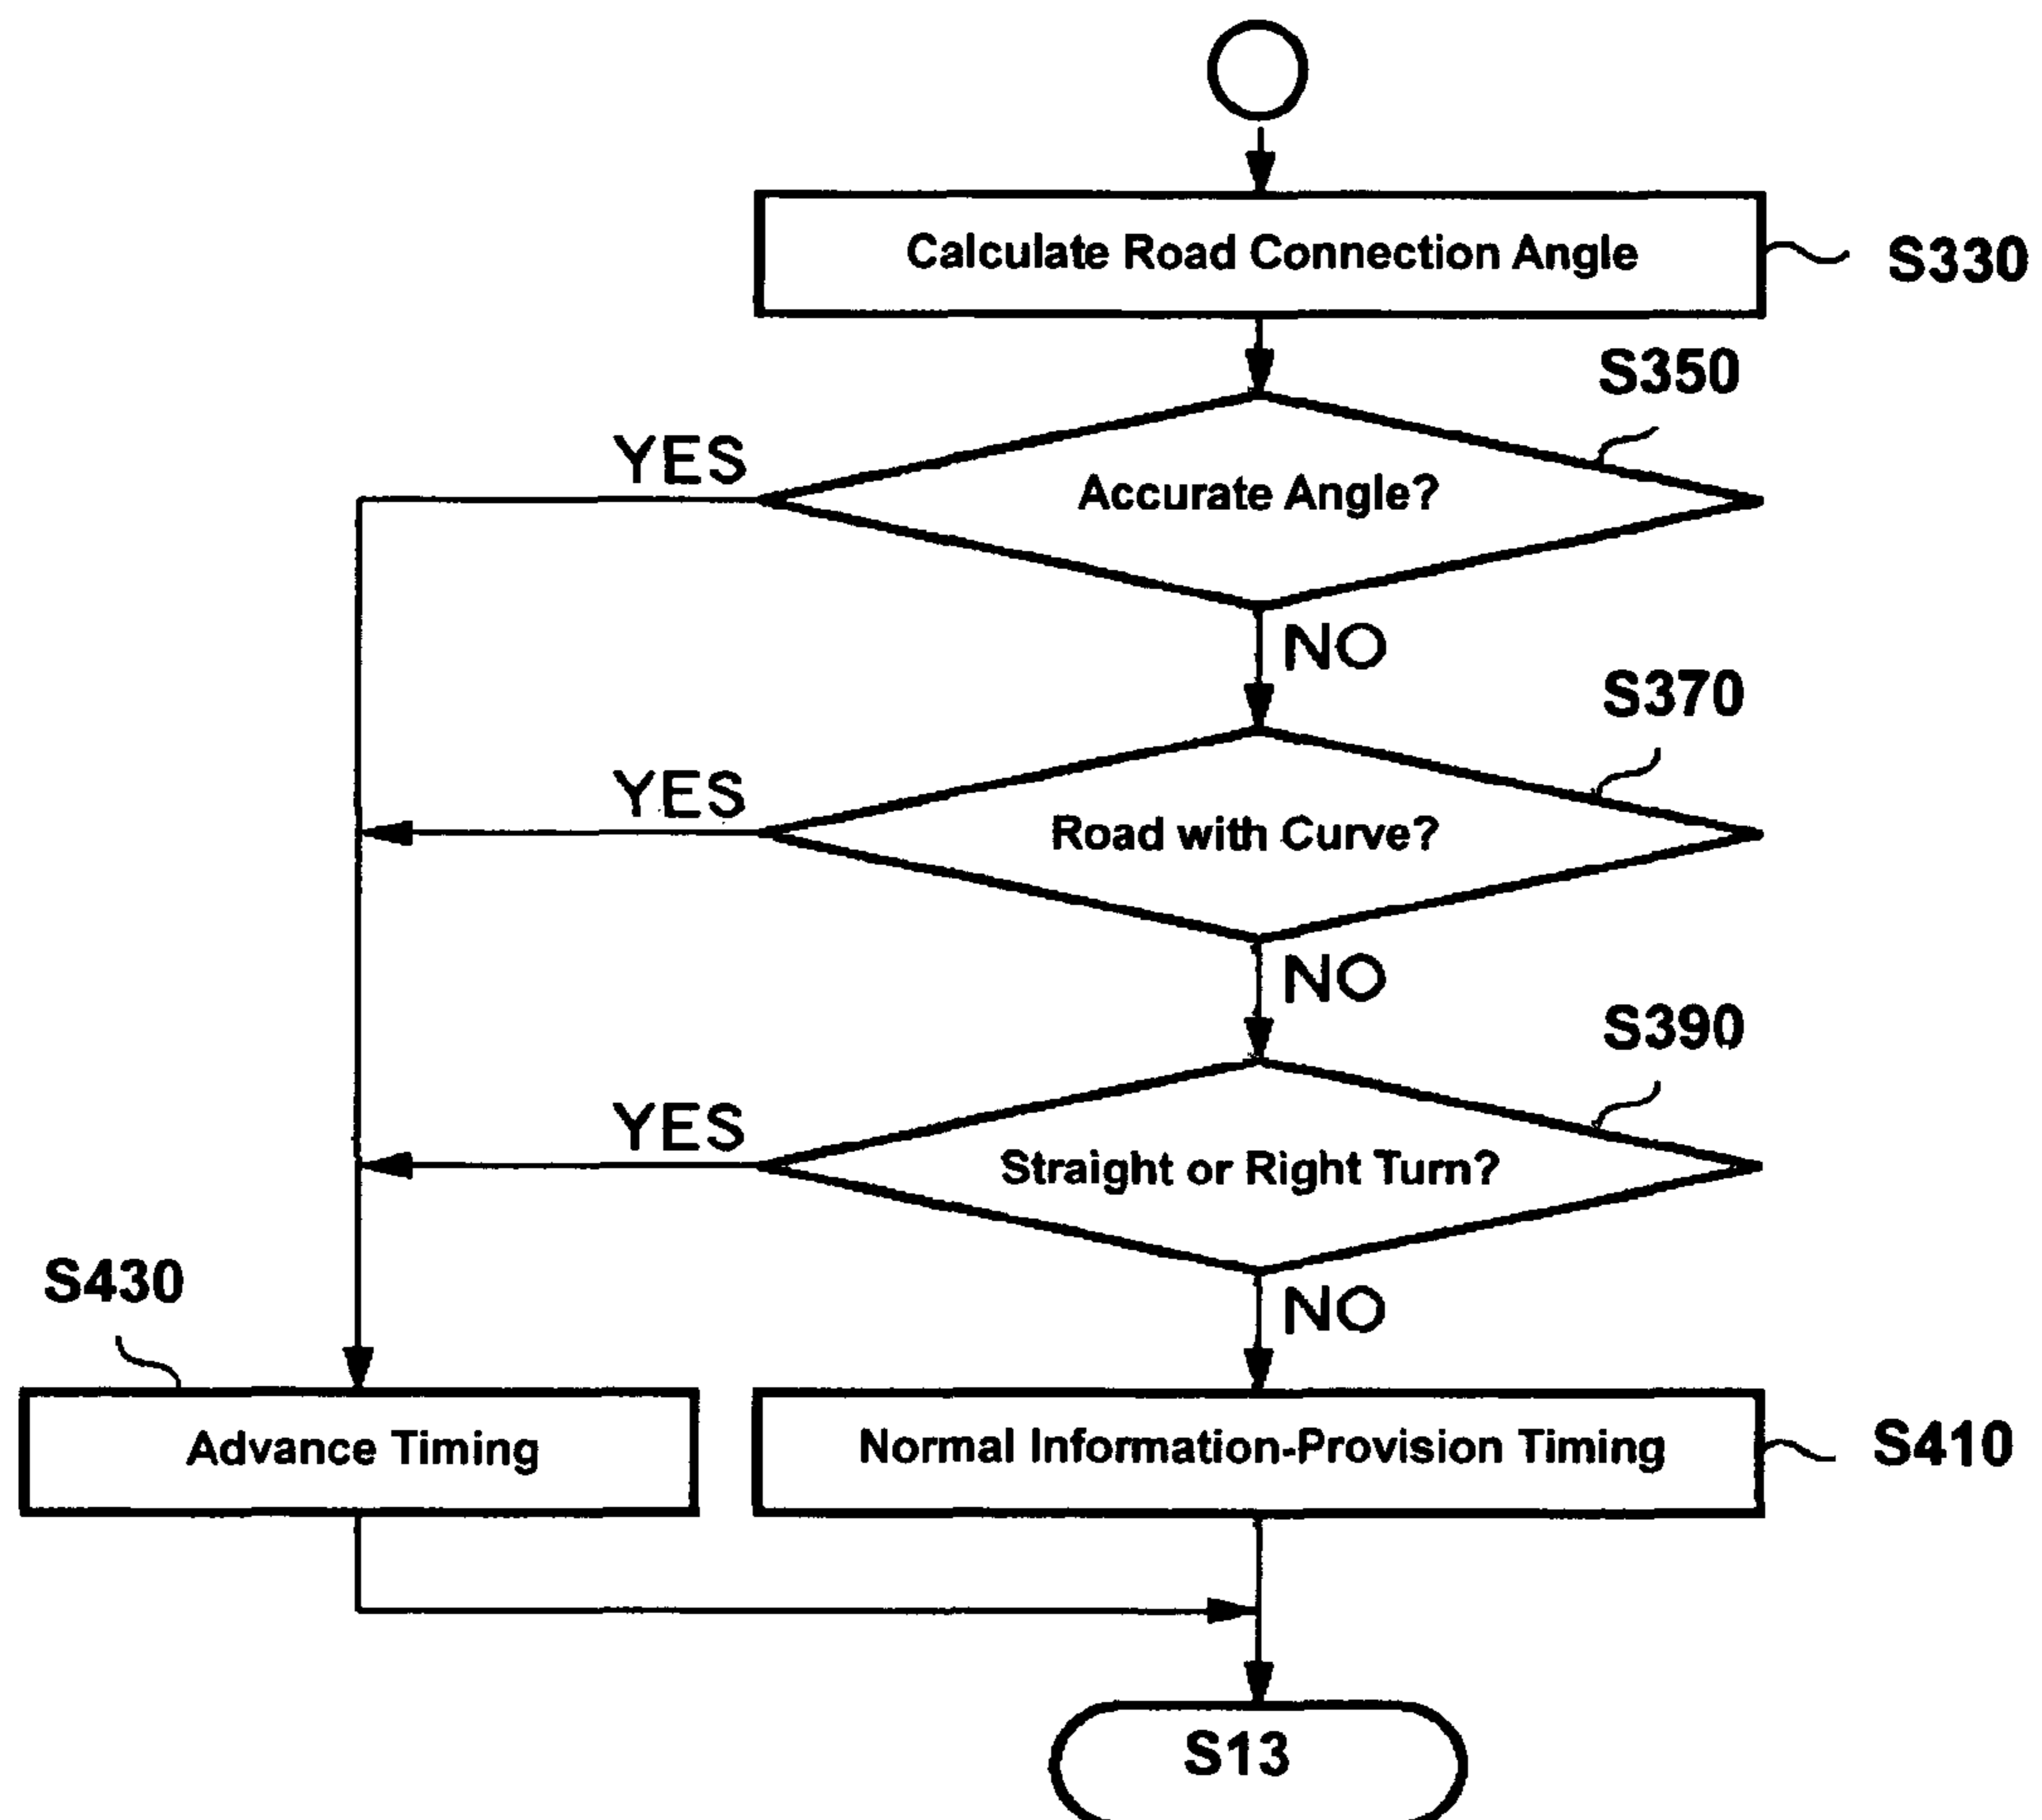 Calculate Road Connection Angle
S330
S350
YES
Accurate Angle?
NO
S370
YES
Road with Curve?
NO
S390
YES
Straight or Right Turn?
S430
NO
Advance Timing
Normal Information-Provision Timing
S410
S13